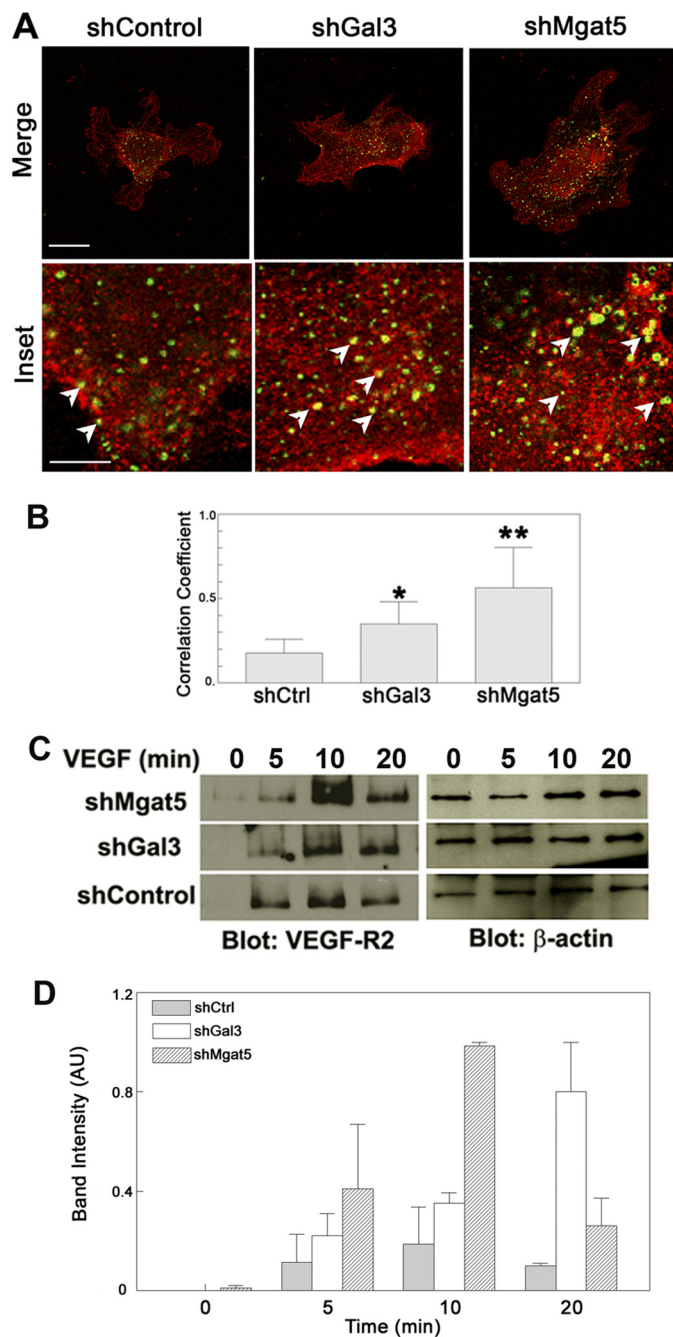 A
shControl shGal3 shMgat5
Merge
Inset
B
Correlation Coefficient
1.0
0.5
0.
*
**
shCtrl shGal3 shMgat5
C
VEGF (min) 0 5 10 20 0 5 10 20
shMgat5
shGal3
shControl
Blot: VEGF-R2 Blot: β-actin
D
Band Intensity (AU)
1.2
0.8
0.4
0
shCtrl
shGal3
shMgat5
0 5 10 20
Time (min)